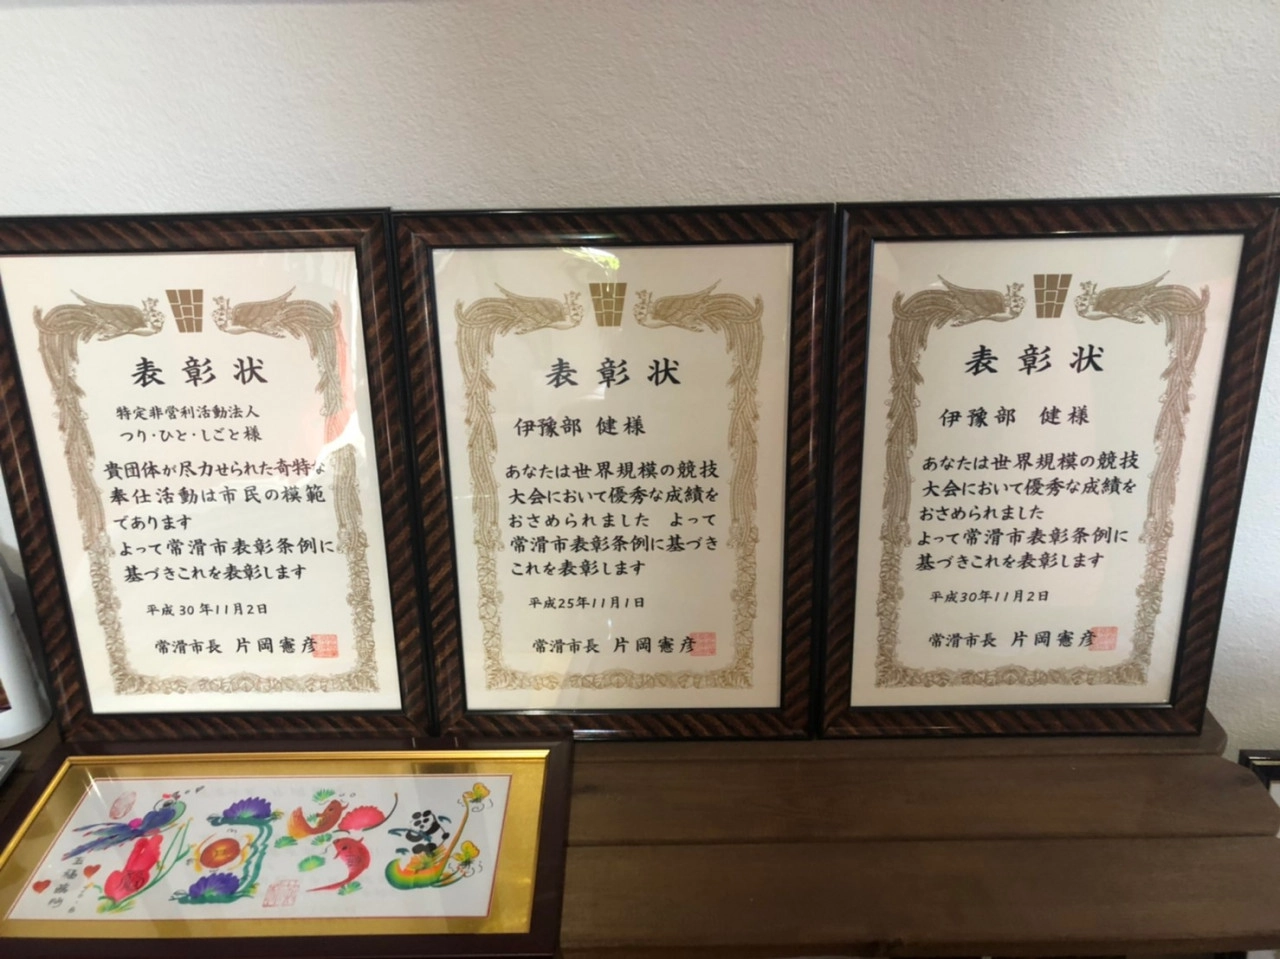 表彰状
特定非営利活動法人
つり・ひと・しごと様
貴団体が尽力せられた奇特な
奉仕活動は市民の模範
であります
よって常滑市表彰条例に
基づきこれを表彰します
平成30年11月2日
常滑市長 片岡憲彦
表彰状
伊豫部 健様
あなたは世界規模の競技
大会において優秀な成績を
おさめられました よって
常滑市表彰条例に基づき
これを表彰します
平成25年11月1日
常滑市長 片岡憲彦
表彰状
伊豫部 健様
あなたは世界規模の競技
大会において優秀な成績を
おさめられました
よって常滑市表彰条例に
基づきこれを表彰します
平成30年11月2日
常滑市長 片岡憲彦